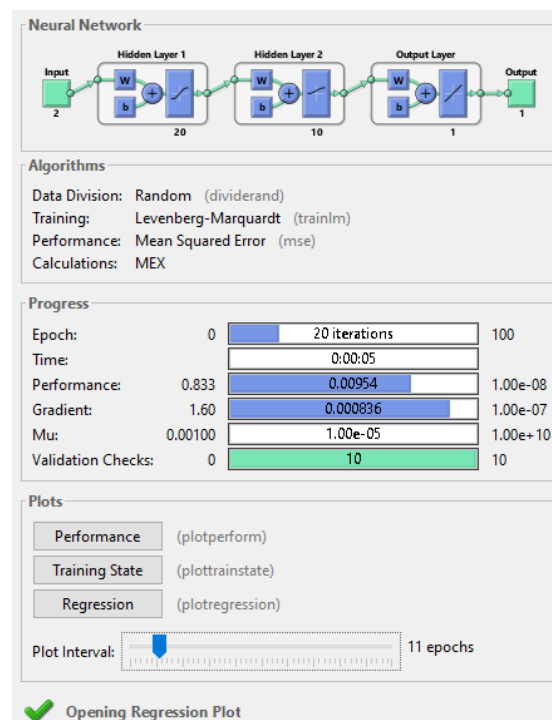 Neural Network
Hidden Layer 1 Hidden Layer 2 Output Layer
Input Output
W W W
b b b
2 20 10 1 1
Algorithms
Data Division: Random (dividerand)
Training: Levenberg-Marquardt (trainlm)
Performance: Mean Squared Error (mse)
Calculations: MEX
Progress
Epoch: 0 20 iterations 100
Time: 0:00:05
Performance: 0.833 0.00954 1.00e-08
Gradient: 1.60 0.000836 1.00e-07
Mu: 0.00100 1.00e-05 1.00e+10
Validation Checks: 0 10 10
Plots
Performance (plotperform)
Training State (plottrainstate)
Regression (plotregression)
Plot Interval: 11 epochs
Opening Regression Plot